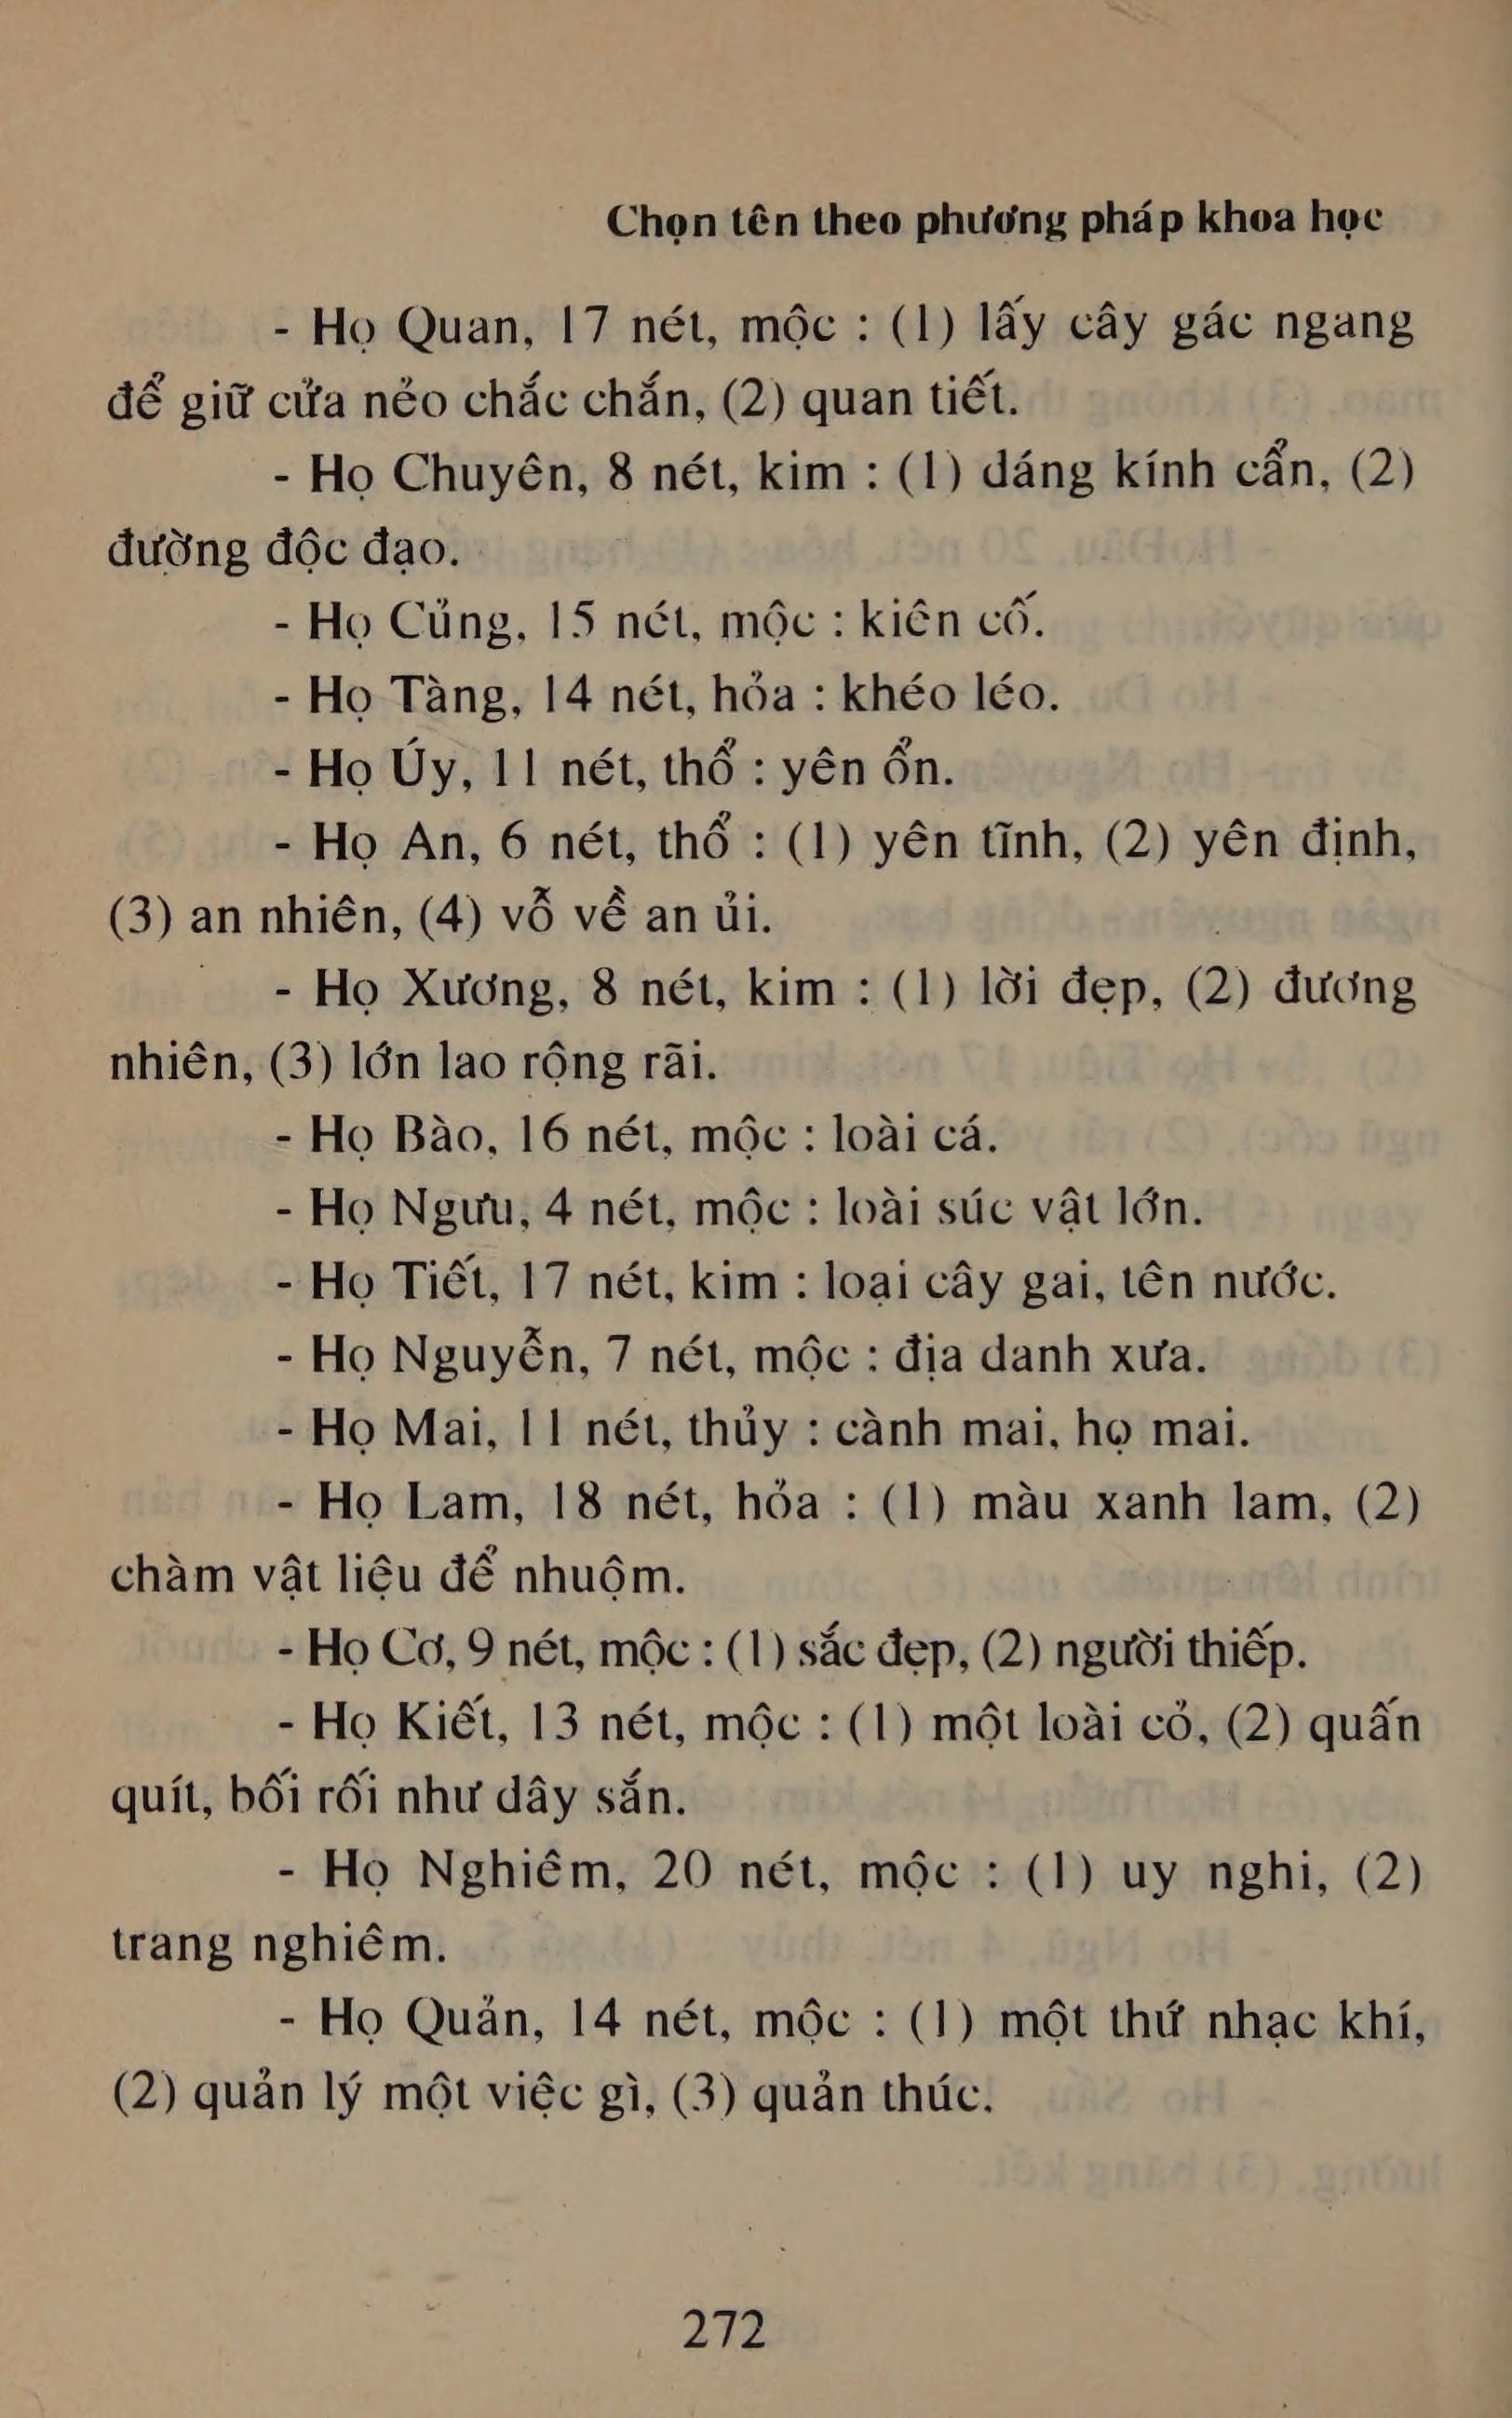 Chọn tên theo phương pháp khoa học
- Họ Quan, 17 nét, mộc : (1) lấy cây gác ngang
để giữ cửa nẻo chắc chắn, (2) quan tiết.
- Họ Chuyên, 8 nét, kim : (1) dáng kính cẩn, (2)
đường độc đạo.
- Họ Củng, 15 nét, mộc : kiên cố.
- Họ Tàng, 14 nét, hỏa : khéo léo.
- Họ Úy, 11 nét, thổ : yên ổn.
- Họ An, 6 nét, thổ : (1) yên tĩnh, (2) yên định,
(3) an nhiên, (4) vỗ về an ủi.
- Họ Xương, 8 nét, kim : (1) lời đẹp, (2) đương
nhiên, (3) lớn lao rộng rãi.
- Họ Bào, 16 nét, mộc : loài cá.
- Họ Ngưu, 4 nét, mộc : loài súc vật lớn.
- Họ Tiết, 17 nét, kim : loại cây gai, tên nước.
- Họ Nguyễn, 7 nét, mộc : địa danh xưa.
- Họ Mai, 11 nét, thủy : cành mai, họ mai.
- Họ Lam, 18 nét, hỏa : (1) màu xanh lam, (2)
chàm vật liệu để nhuộm.
- Họ Cơ, 9 nét, mộc : (1) sắc đẹp, (2) người thiếp.
- Họ Kiết, 13 nét, mộc : (1) một loài cỏ, (2) quấn
quít, bối rối như dây sắn.
- Họ Nghiêm, 20 nét, mộc : (1) uy nghi, (2)
trang nghiêm.
- Họ Quản, 14 nét, mộc : (1) một thứ nhạc khí,
(2) quản lý một việc gì, (3) quản thúc.
272